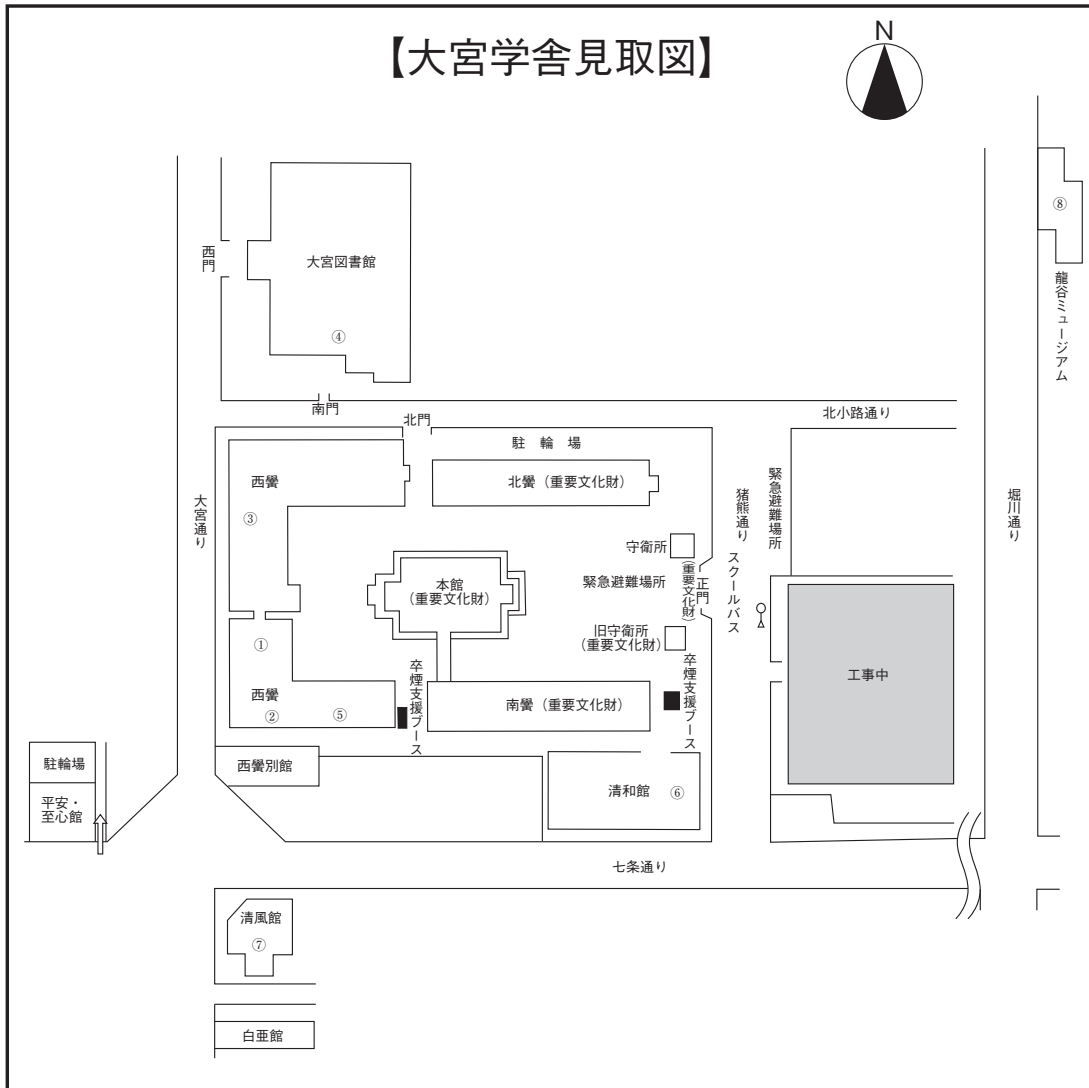 【大宮学舎見取図】
N
⑧
西門
大宮図書館
④
龍谷ミュージアム
南門
北小路通り
北門
駐輪場
西黌
北黌（重要文化財）
猪熊通り
緊急避難場所
大宮通り
③
堀川通り
守衛所
本館
（重要文化財）
緊急避難場所
正門
（重要文化財）
スクールバス
旧守衛所
（重要文化財）
①
西黌
②
⑤
卒煙支援ブース
南黌（重要文化財）
卒煙支援ブース
工事中
駐輪場
西黌別館
平安・
至心館
清和館
⑥
七条通り
清風館
⑦
白亜館